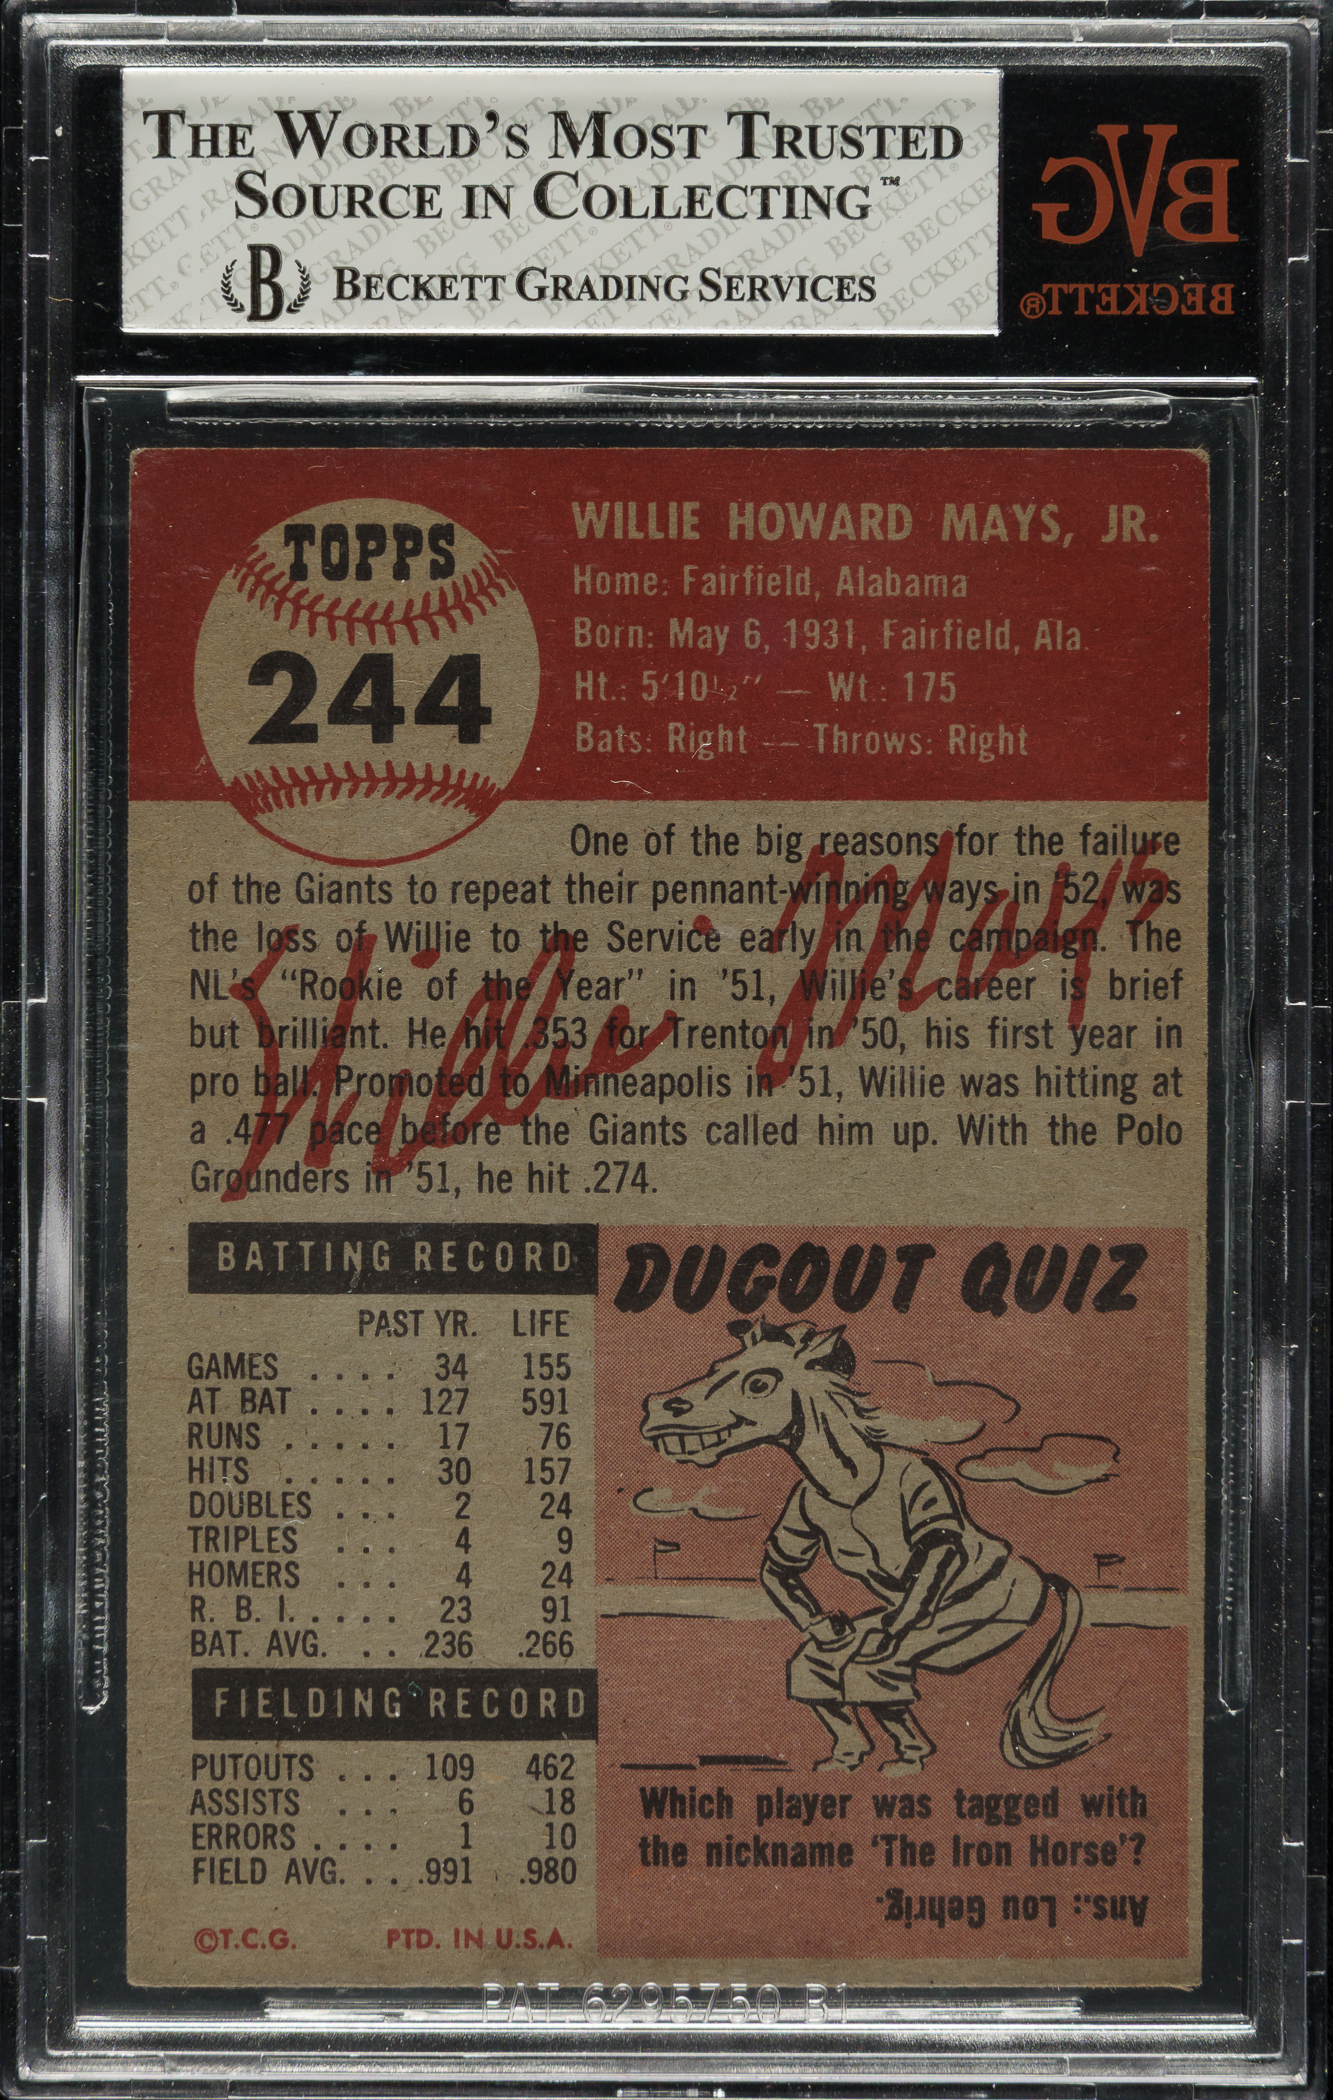 THE WORLD'S MOST TRUSTED
SOURCE IN COLLECTING™
B BECKETT GRADING SERVICES
BVG
BECKETT®
TOPPS
244
WILLIE HOWARD MAYS, JR.
Home: Fairfield, Alabama
Born: May 6, 1931, Fairfield, Ala.
Ht.: 5'10½" — Wt.: 175
Bats: Right — Throws: Right
One of the big reasons for the failure
of the Giants to repeat their pennant-winning ways in '52, was
the loss of Willie to the Service early in the campaign. The
NL's "Rookie of the Year" in '51, Willie's career is brief
but brilliant. He hit .353 for Trenton in '50, his first year in
pro ball. Promoted to Minneapolis in '51, Willie was hitting at
a .477 pace before the Giants called him up. With the Polo
Grounders in '51, he hit .274.
Willie Mays
BATTING RECORD
PAST YR. LIFE
GAMES . . . . 34 155
AT BAT . . . . 127 591
RUNS . . . . . 17 76
HITS . . . . . 30 157
DOUBLES . . . 2 24
TRIPLES . . . 4 9
HOMERS . . . 4 24
R. B. I. . . . . 23 91
BAT. AVG. . . .236 .266
FIELDING RECORD
PUTOUTS . . . 109 462
ASSISTS . . . 6 18
ERRORS . . . . 1 10
FIELD AVG. . . .991 .980
©T.C.G. PTD. IN U.S.A.
DUGOUT QUIZ
Which player was tagged with
the nickname 'The Iron Horse'?
Ans.: Lou Gehrig.
PAT. 6295750 B1